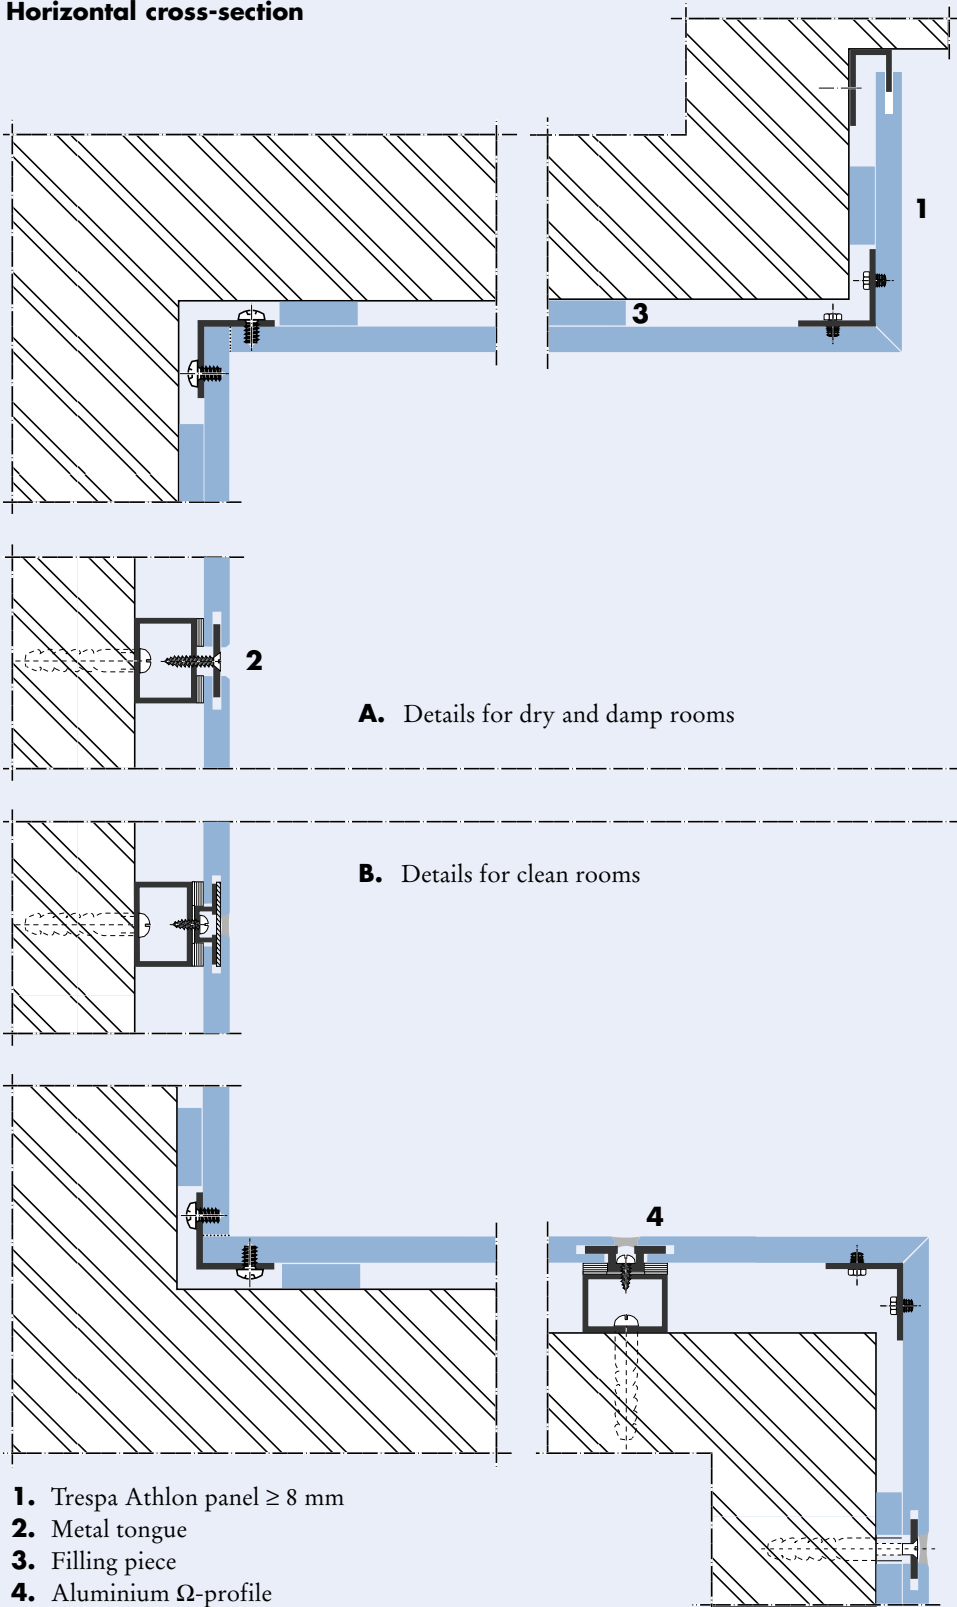 Horizontal cross-section
1
3
2
A. Details for dry and damp rooms
B. Details for clean rooms
4
1. Trespa Athlon panel ≥ 8 mm
2. Metal tongue
3. Filling piece
4. Aluminium Ω-profile